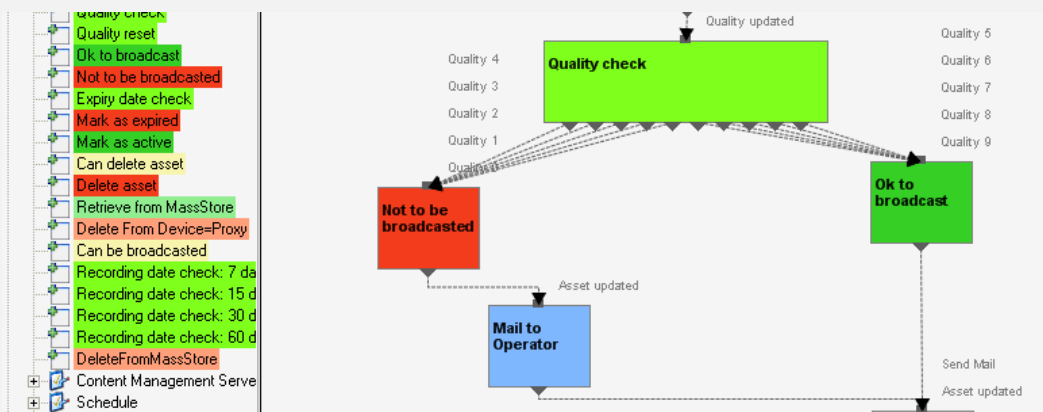 Quality check
Quality reset
Ok to broadcast
Not to be broadcasted
Expiry date check
Mark as expired
Mark as active
Can delete asset
Delete asset
Retrieve from MassStore
Delete From Device=Proxy
Can be broadcasted
Recording date check: 7 da
Recording date check: 15 d
Recording date check: 30 d
Recording date check: 60 d
DeleteFromMassStore
Content Management Serve
Schedule
Quality updated
Quality check
Quality 4
Quality 3
Quality 2
Quality 1
Quality
Quality 5
Quality 6
Quality 7
Quality 8
Quality 9
Not to be
broadcasted
Ok to
broadcast
Asset updated
Mail to
Operator
Send Mail
Asset updated